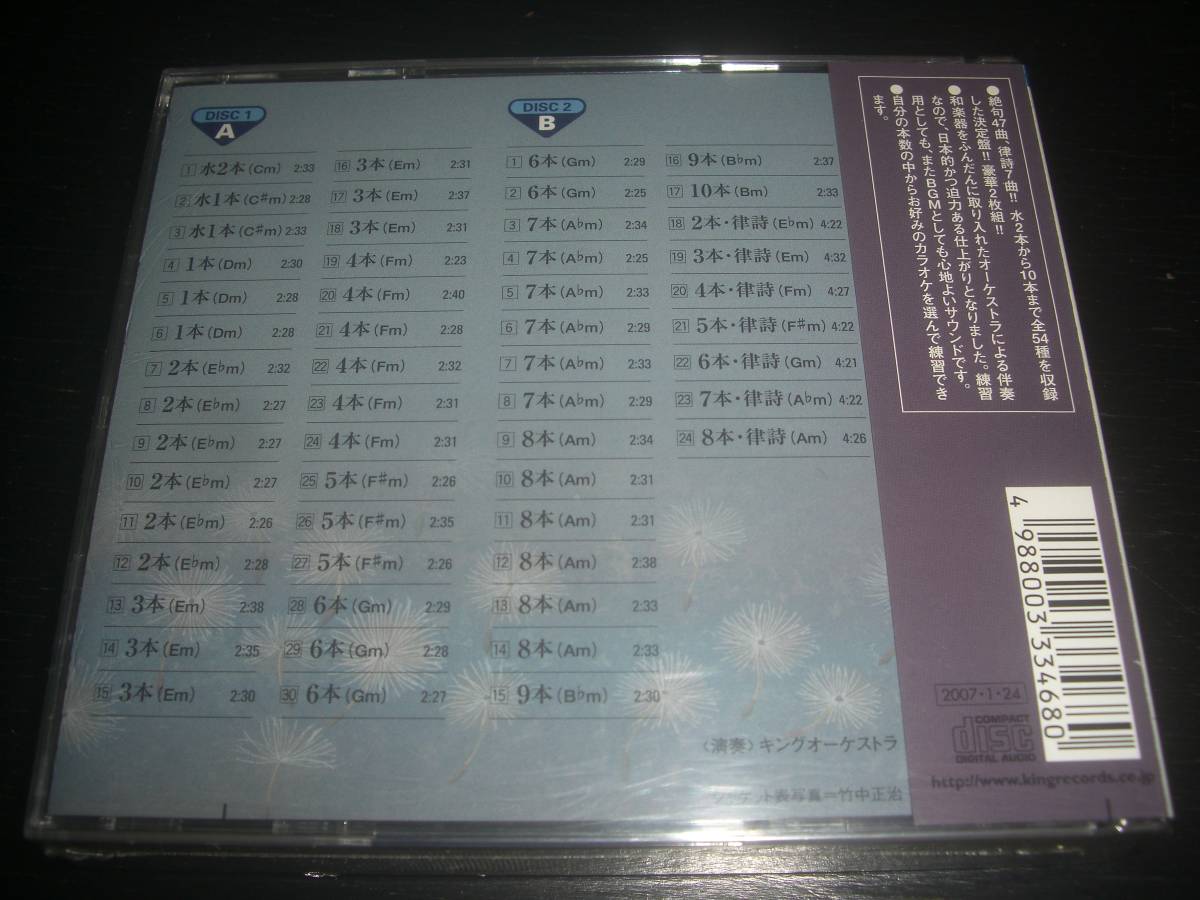 DISC 1
A
1 水2本(Cm) 2:33
2 水1本(C♯m) 2:28
3 水1本(C♯m) 2:33
4 1本(Dm) 2:30
5 1本(Dm) 2:28
6 1本(Dm) 2:28
7 2本(E♭m) 2:32
8 2本(E♭m) 2:27
9 2本(E♭m) 2:27
10 2本(E♭m) 2:27
11 2本(E♭m) 2:26
12 2本(E♭m) 2:28
13 3本(Em) 2:38
14 3本(Em) 2:35
15 3本(Em) 2:30
16 3本(Em) 2:31
17 3本(Em) 2:37
18 3本(Em) 2:31
19 4本(Fm) 2:23
20 4本(Fm) 2:40
21 4本(Fm) 2:28
22 4本(Fm) 2:32
23 4本(Fm) 2:31
24 4本(Fm) 2:31
25 5本(F♯m) 2:26
26 5本(F♯m) 2:35
27 5本(F♯m) 2:26
28 6本(Gm) 2:29
29 6本(Gm) 2:28
30 6本(Gm) 2:27
DISC 2
B
1 6本(Gm) 2:29
2 6本(Gm) 2:25
3 7本(A♭m) 2:34
4 7本(A♭m) 2:25
5 7本(A♭m) 2:33
6 7本(A♭m) 2:29
7 7本(A♭m) 2:33
8 7本(A♭m) 2:29
9 8本(Am) 2:34
10 8本(Am) 2:31
11 8本(Am) 2:31
12 8本(Am) 2:38
13 8本(Am) 2:33
14 8本(Am) 2:33
15 9本(B♭m) 2:30
16 9本(B♭m) 2:37
17 10本(Bm) 2:33
18 2本・律詩(E♭m) 4:22
19 3本・律詩(Em) 4:32
20 4本・律詩(Fm) 4:27
21 5本・律詩(F♯m) 4:22
22 6本・律詩(Gm) 4:21
23 7本・律詩(A♭m) 4:22
24 8本・律詩(Am) 4:26
〈演奏〉キングオーケストラ
ジャケット表写真＝竹中正治
●絶句47曲、律詩7曲!! 水2本から10本まで全54種を収録
した決定盤!! 豪華2枚組!!
●和楽器をふんだんに取り入れたオーケストラによる伴奏
なので、日本的かつ迫力ある仕上がりとなりました。練習
用としても、またBGMとしても心地よいサウンドです。
●自分の本数の中からお好みのカラオケを選んで練習でき
ます。
4 988003 334680
2007・1・24
COMPACT
disc
DIGITAL AUDIO
http://www.kingrecords.co.jp